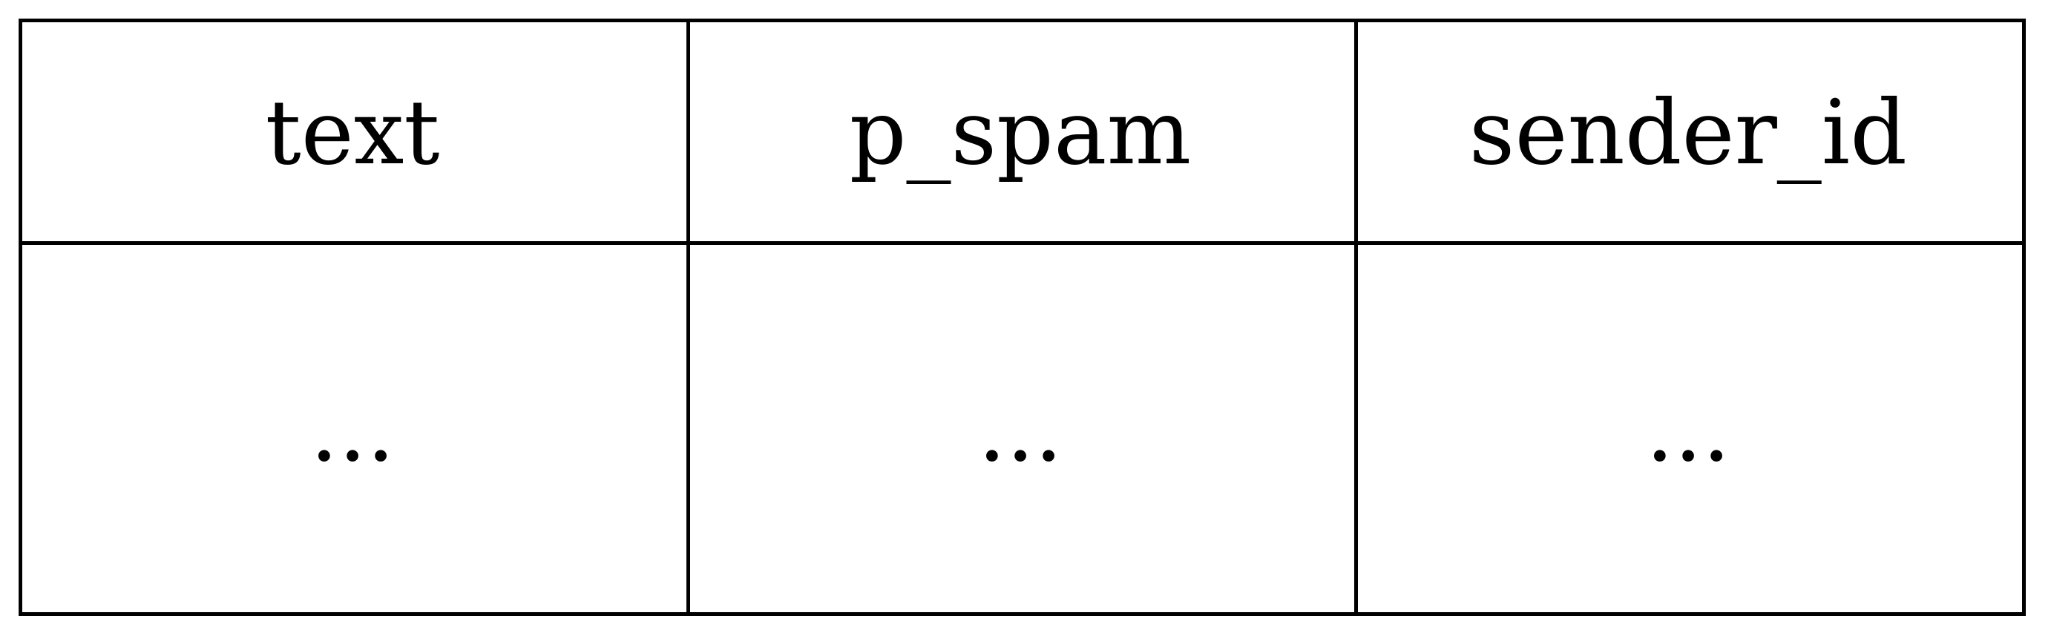 text p_spam sender_id
... ... ...